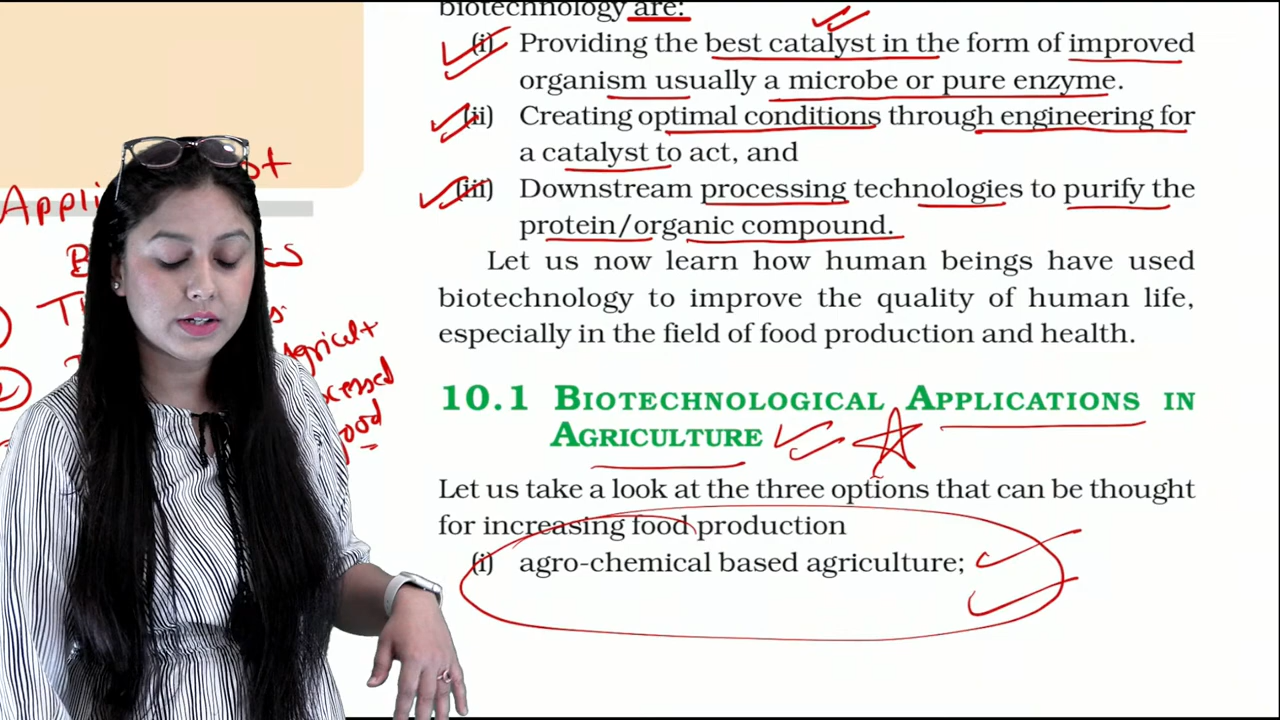 biotechnology are:
(i) Providing the best catalyst in the form of improved
organism usually a microbe or pure enzyme.
(ii) Creating optimal conditions through engineering for
a catalyst to act, and
(iii) Downstream processing technologies to purify the
protein/organic compound.
Let us now learn how human beings have used
biotechnology to improve the quality of human life,
especially in the field of food production and health.
10.1 BIOTECHNOLOGICAL APPLICATIONS IN
AGRICULTURE
Let us take a look at the three options that can be thought
for increasing food production
(i) agro-chemical based agriculture;